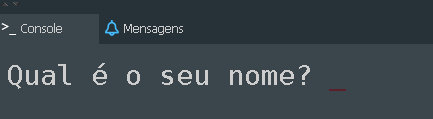 >_ Console Mensagens
Qual é o seu nome? _